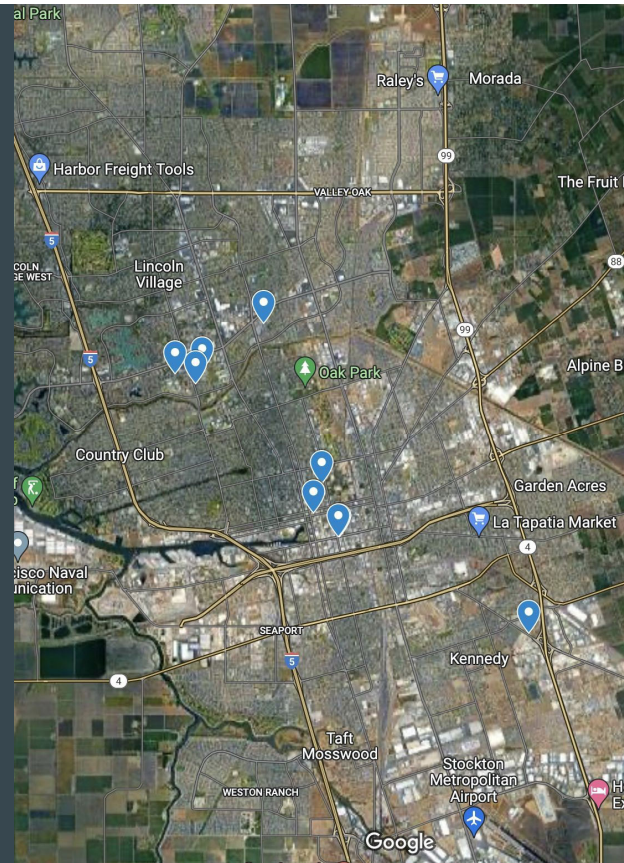 al Park
Raley's
Morada
99
Harbor Freight Tools
VALLEY OAK
The Fruit
5
COLN
GE WEST
Lincoln
Village
88
99
5
Oak Park
Alpine B
Country Club
Garden Acres
La Tapatia Market
4
cisco Naval
unication
SEAPORT
Kennedy
5
4
Taft
Mosswood
Stockton
Metropolitan
Airport
WESTON RANCH
H
Ex
Google